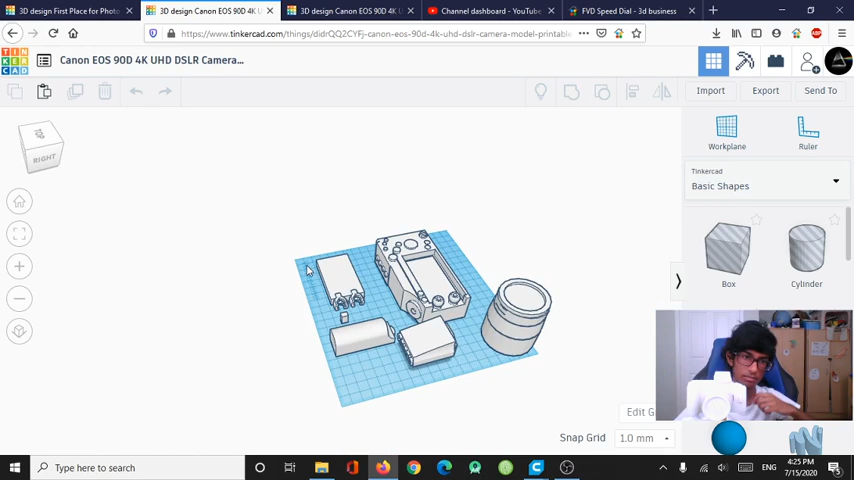 3D design First Place for Photo
3D design Canon EOS 90D 4K U
3D design Canon EOS 90D 4K UH
Channel dashboard - YouTube
FVD Speed Dial - 3d business
https://www.tinkercad.com/things/didrQQ2CYFj-canon-eos-90d-4k-uhd-dslr-camera-model-printable
ABP
TIN
KER
CAD
Canon EOS 90D 4K UHD DSLR Camera...
Import
Export
Send To
RIGHT
Workplane
Ruler
Tinkercad
Basic Shapes
Box
Cylinder
Edit G
Snap Grid
1.0 mm
Type here to search
ENG
4:25 PM
7/15/2020